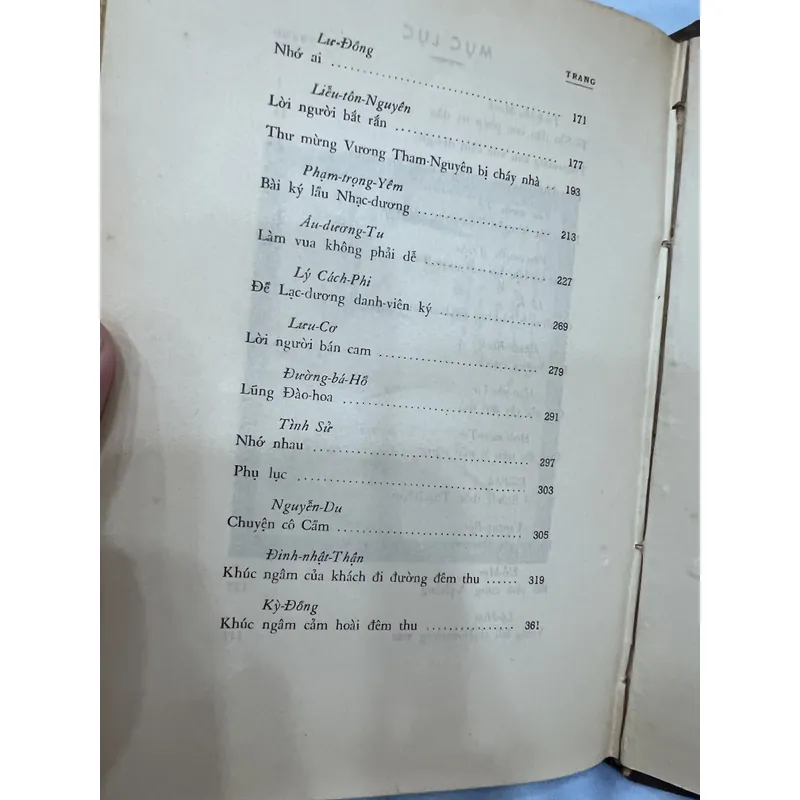 TRANG
Lư-Đồng
Nhớ ai ........................................ 171
Liễu-tôn-Nguyên
Lời người bắt rắn ............................ 177
Thư mừng Vương Tham-Nguyên bị cháy nhà .. 193
Phạm-trọng-Yêm
Bài ký lầu Nhạc-dương ...................... 213
Âu-dương-Tu
Làm vua không phải dễ ...................... 227
Lý Cách-Phi
Đề Lạc-dương danh-viên ký .................. 269
Lưu-Cơ
Lời người bán cam .......................... 279
Đường-bá-Hổ
Lũng Đào-hoa ................................ 291
Tình Sử
Nhớ nhau .................................... 297
Phụ lục ...................................... 303
Nguyễn-Du
Chuyện cô Cầm .............................. 305
Đinh-nhật-Thận
Khúc ngâm của khách đi đường đêm thu ...... 319
Kỳ-Đồng
Khúc ngâm cảm hoài đêm thu ................ 361